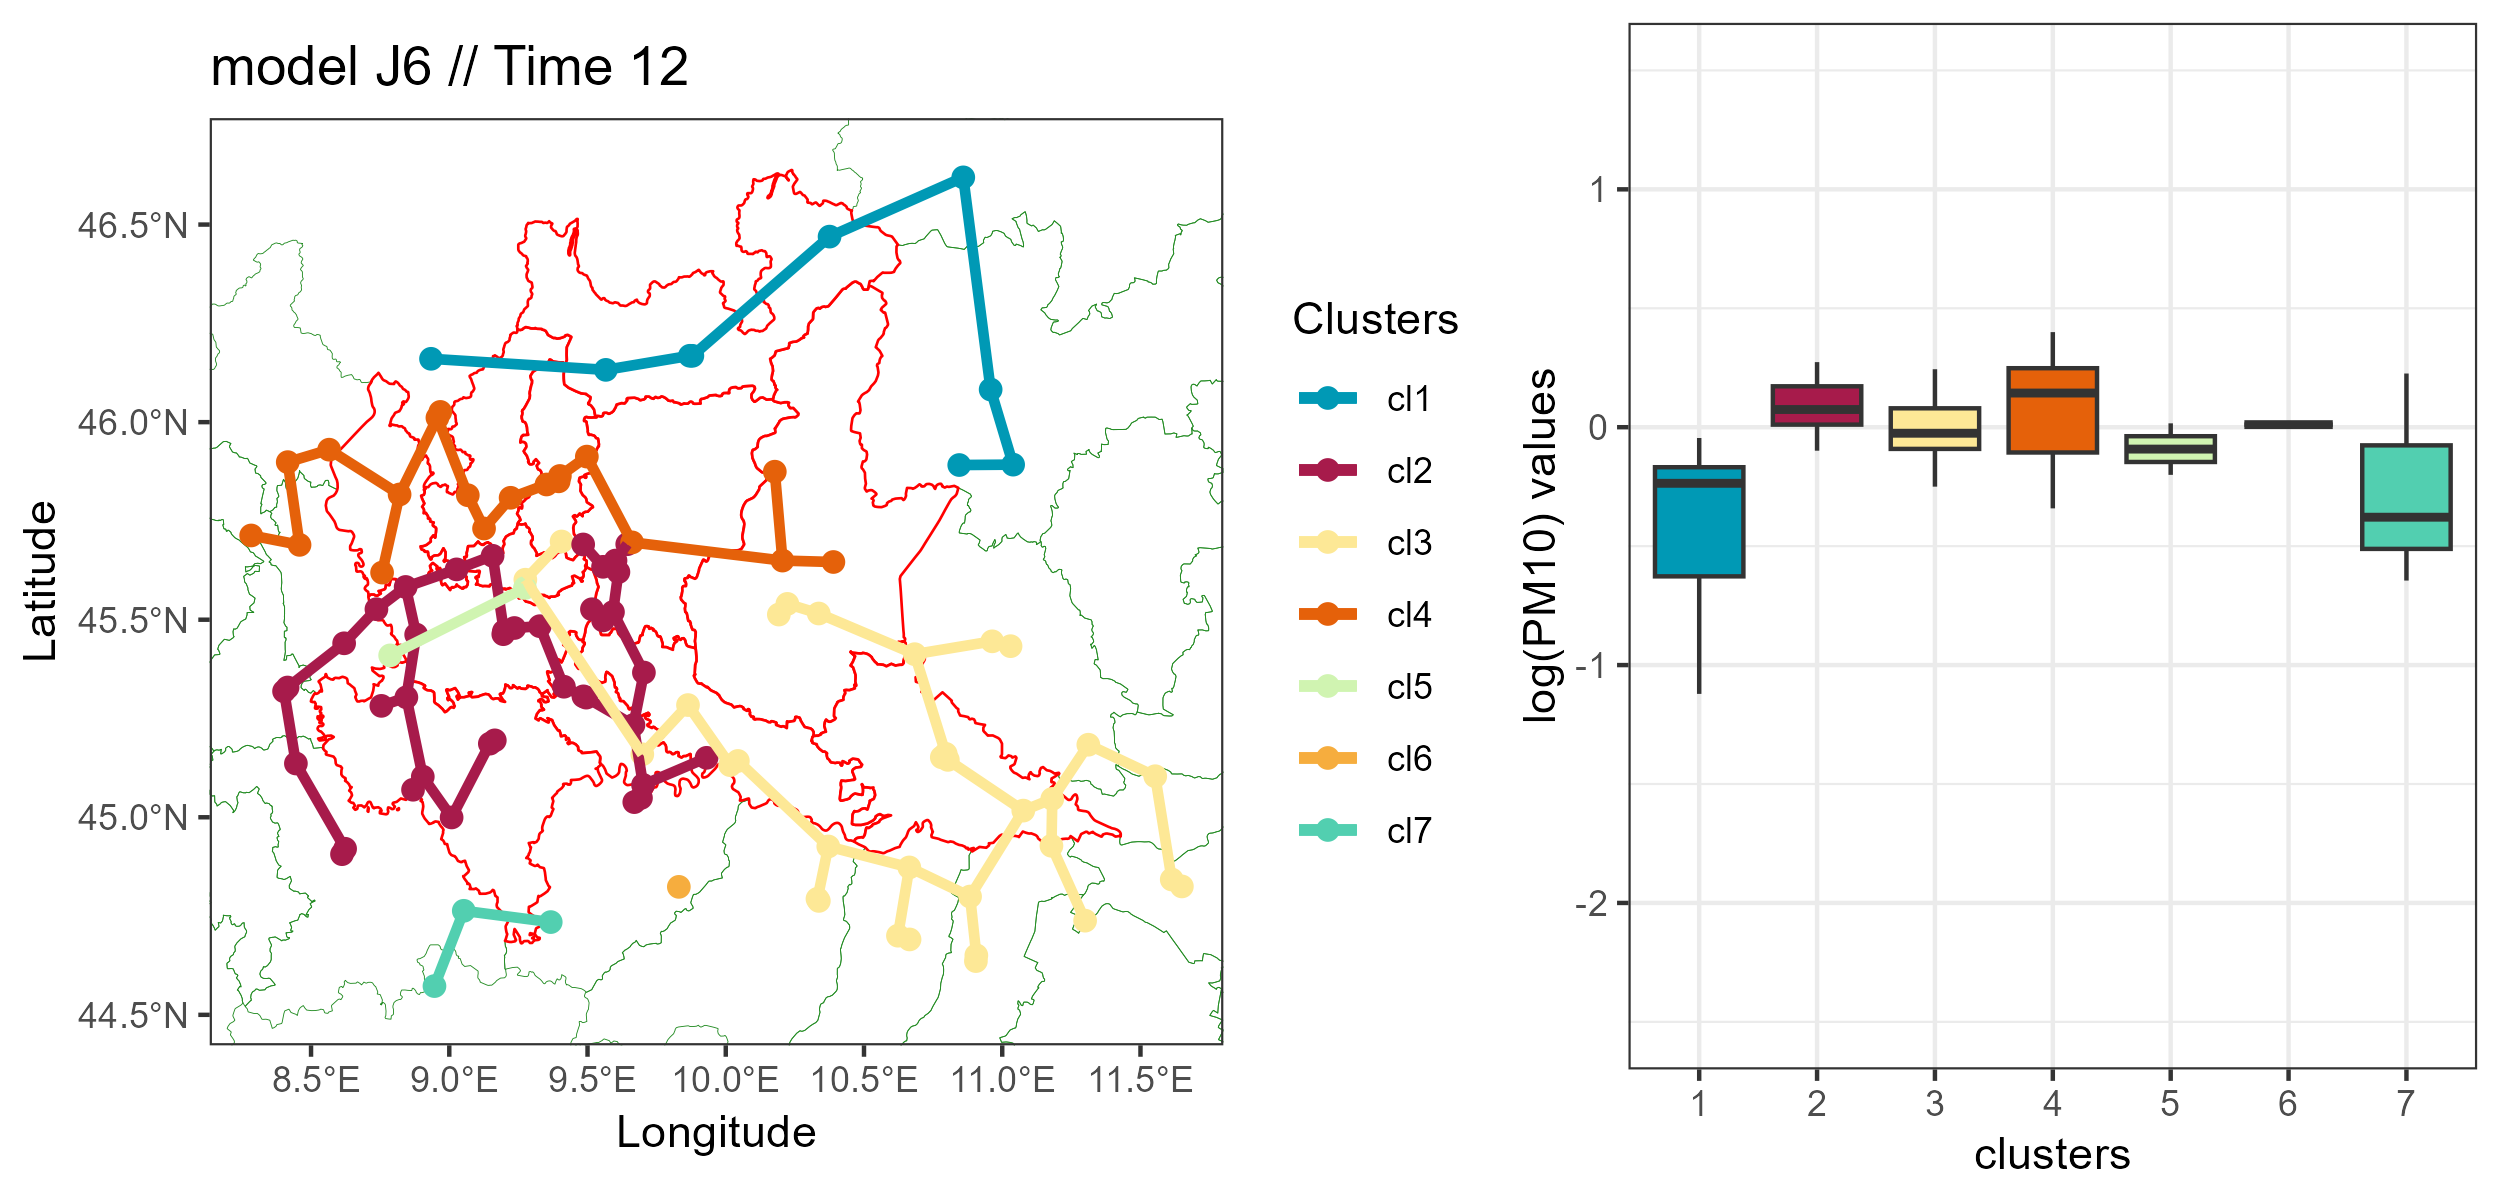 model J6 // Time 12
46.5°N
46.0°N
45.5°N
45.0°N
44.5°N
Latitude
8.5°E 9.0°E 9.5°E 10.0°E 10.5°E 11.0°E 11.5°E
Longitude
Clusters
cl1
cl2
cl3
cl4
cl5
cl6
cl7
log(PM10) values
1
0
-1
-2
1 2 3 4 5 6 7
clusters